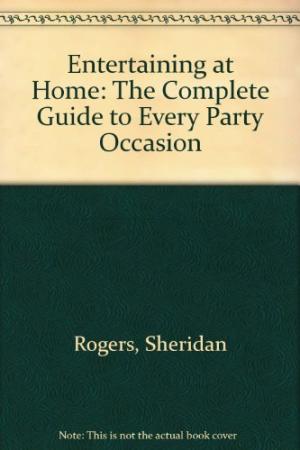 Entertaining at
Home: The Complete
Guide to Every Party
Occasion
Rogers, Sheridan
Note: This is not the actual book cover